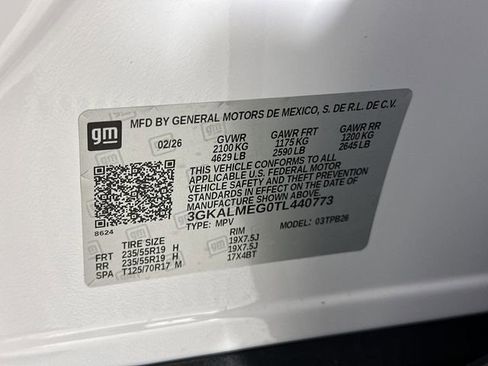 gm
MFD BY GENERAL MOTORS DE MEXICO, S. DE R.L. DE C.V.
02/26 GVWR GAWR FRT GAWR RR
2100 KG 1175 KG 1200 KG
4629 LB 2590 LB 2645 LB
THIS VEHICLE CONFORMS TO ALL
APPLICABLE U.S. FEDERAL MOTOR
VEHICLE SAFETY STANDARDS
IN EFFECT ON THE DATE OF
MANUFACTURE SHOWN ABOVE.
3GKALMEG0TL440773
TYPE: MPV MODEL: 03TPB26
8624
TIRE SIZE RIM
FRT 235/55R19 H 19X7.5J
RR 235/55R19 H 19X7.5J
SPA T125/70R17 M 17X4BT